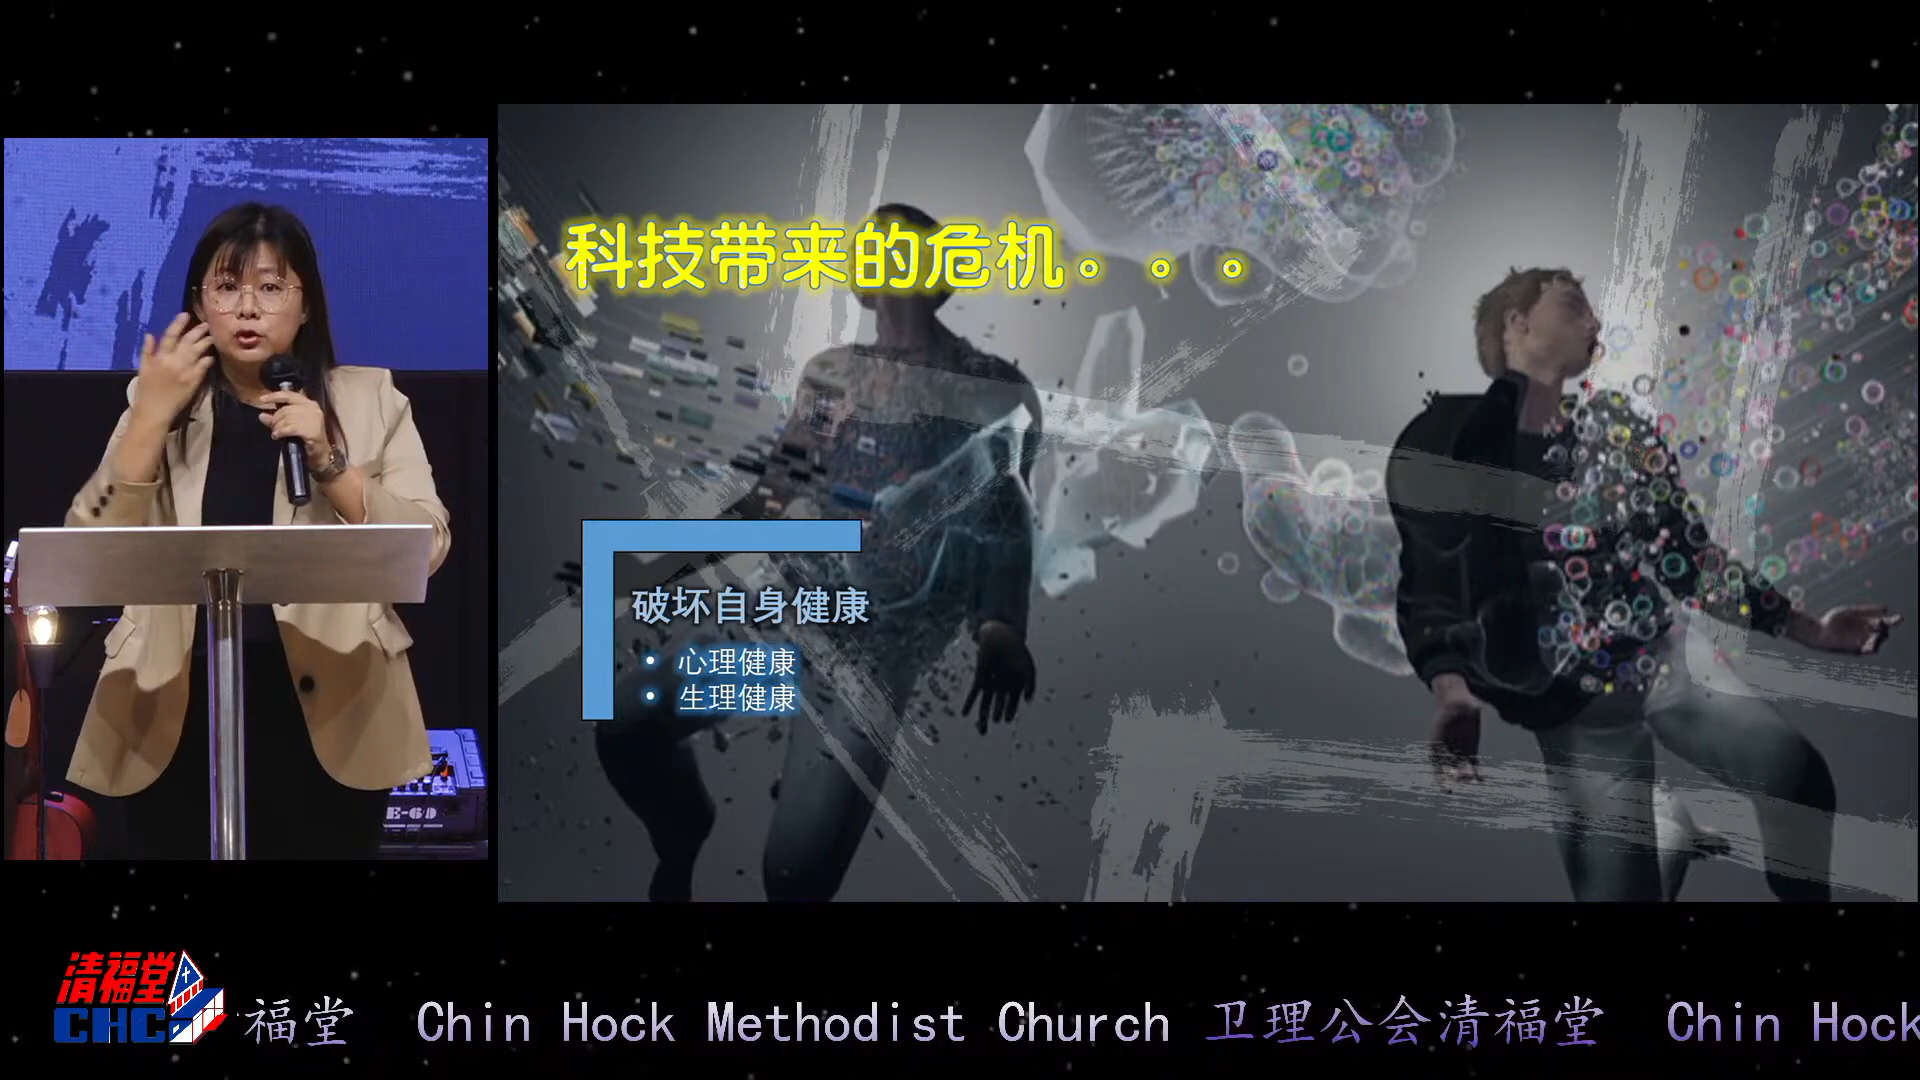 科技带来的危机。。。
破坏自身健康
• 心理健康
• 生理健康
E-60
清福堂
CHC
福堂 Chin Hock Methodist Church 卫理公会清福堂 Chin Hock